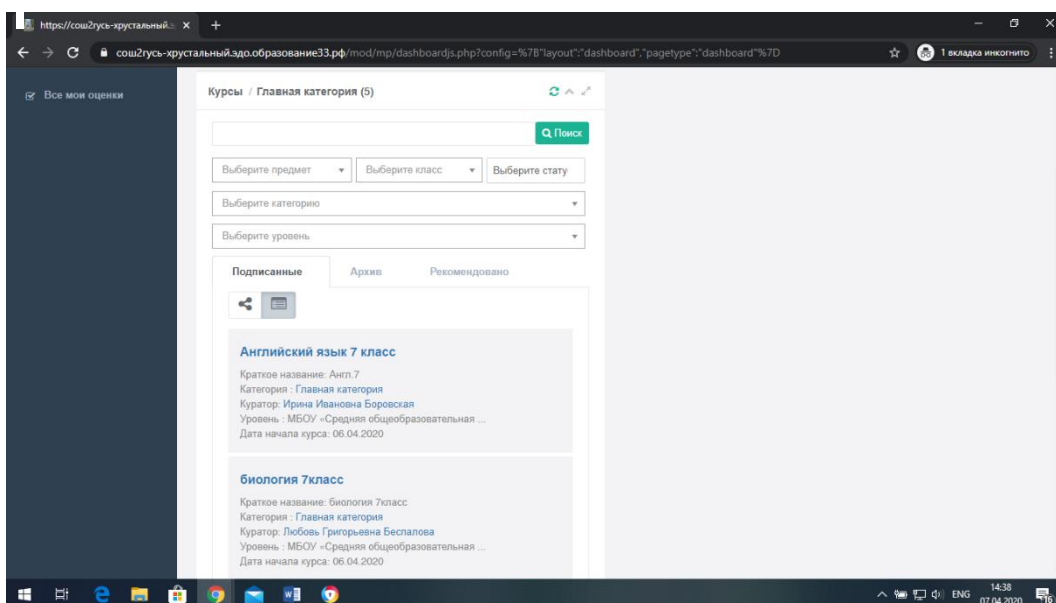 https://сош2гусь-хрустальный.э
сош2гусь-хрустальный.эдо.образование33.рф/mod/mp/dashboardjs.php?config=%7B"layout":"dashboard","pagetype":"dashboard"%7D
1 вкладка инкогнито
Все мои оценки
Курсы / Главная категория (5)
Поиск
Выберите предмет
Выберите класс
Выберите стату
Выберите категорию
Выберите уровень
Подписанные
Архив
Рекомендовано
Английский язык 7 класс
Краткое название: Англ.7
Категория : Главная категория
Куратор: Ирина Ивановна Боровская
Уровень : МБОУ «Средняя общеобразовательная ...
Дата начала курса: 06.04.2020
биология 7класс
Краткое название: биология 7класс
Категория : Главная категория
Куратор: Любовь Григорьевна Беспалова
Уровень : МБОУ «Средняя общеобразовательная ...
Дата начала курса: 06.04.2020
ENG
14:38
07.04.2020
16